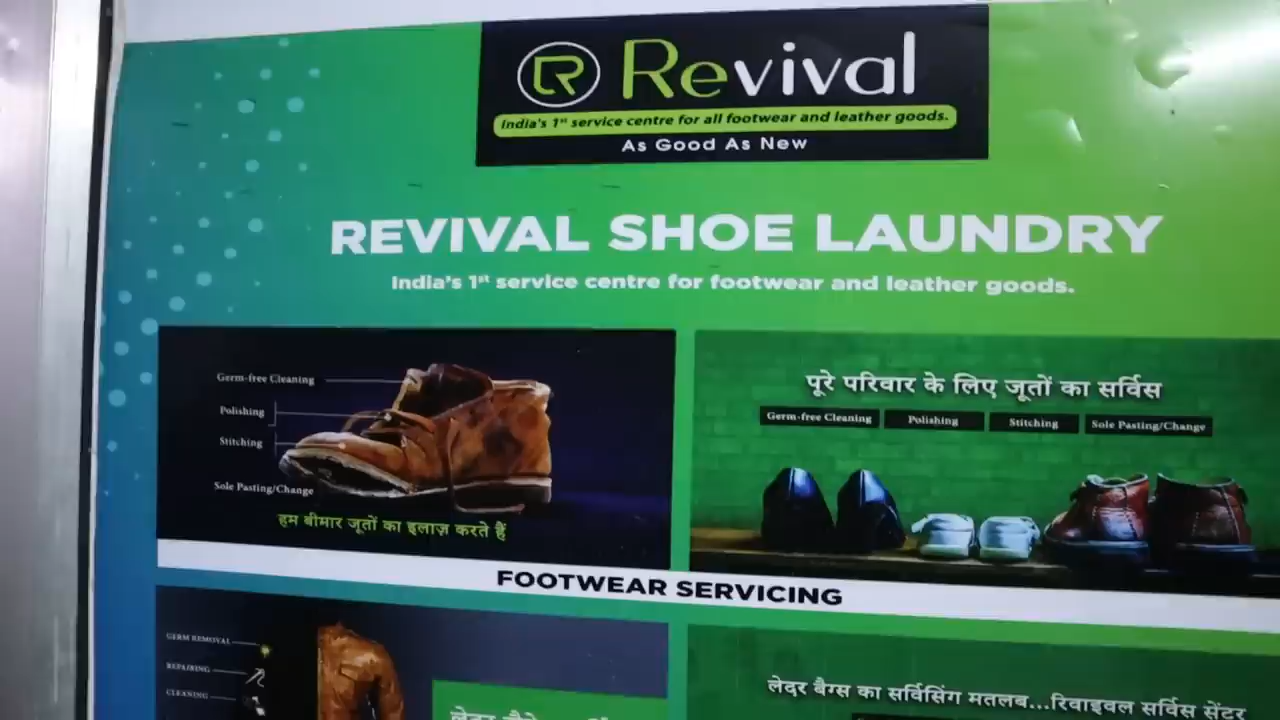 Revival
India's 1st service centre for all footwear and leather goods.
As Good As New
REVIVAL SHOE LAUNDRY
India's 1st service centre for footwear and leather goods.
Germ-free Cleaning
Polishing
Stitching
Sole Pasting/Change
हम बीमार जूतों का इलाज़ करते हैं
पूरे परिवार के लिए जूतों का सर्विस
Germ-free Cleaning Polishing Stitching Sole Pasting/Change
FOOTWEAR SERVICING
GERM REMOVAL
REPAIRING
CLEANING
लेदर
लेदर बैग्स का सर्विसिंग मतलब...रिवाइवल सर्विस सेंटर